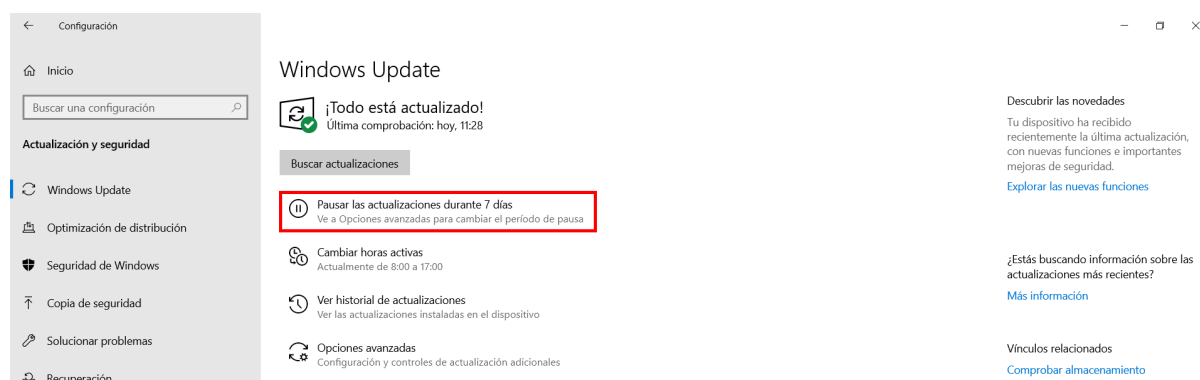 Configuración
Inicio
Buscar una configuración
Actualización y seguridad
Windows Update
Optimización de distribución
Seguridad de Windows
Copia de seguridad
Solucionar problemas
Recuperación
Windows Update
¡Todo está actualizado!
Última comprobación: hoy, 11:28
Buscar actualizaciones
Pausar las actualizaciones durante 7 días
Ve a Opciones avanzadas para cambiar el período de pausa
Cambiar horas activas
Actualmente de 8:00 a 17:00
Ver historial de actualizaciones
Ver las actualizaciones instaladas en el dispositivo
Opciones avanzadas
Configuración y controles de actualización adicionales
Descubrir las novedades
Tu dispositivo ha recibido
recientemente la última actualización,
con nuevas funciones e importantes
mejoras de seguridad.
Explorar las nuevas funciones
¿Estás buscando información sobre las
actualizaciones más recientes?
Más información
Vínculos relacionados
Comprobar almacenamiento